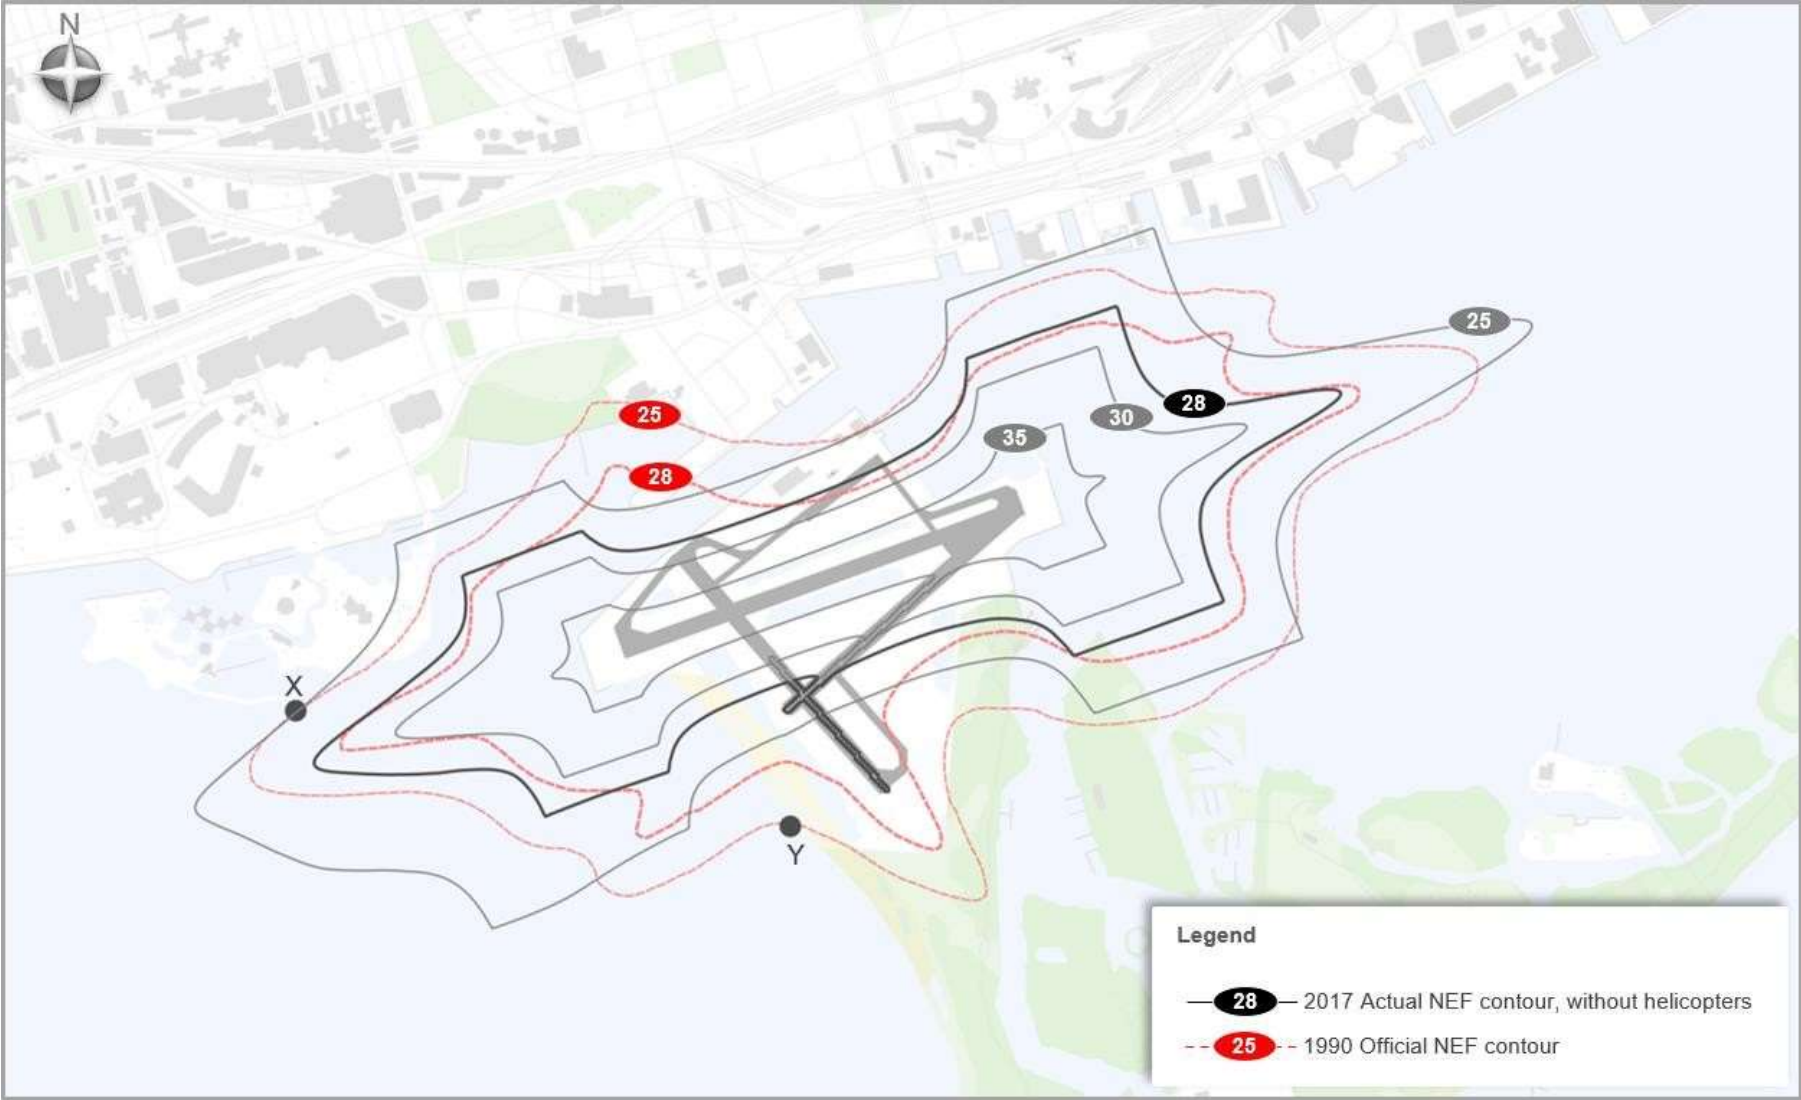 N
25
28
30
35
25
28
X
Y
Legend
28 2017 Actual NEF contour, without helicopters
25 1990 Official NEF contour